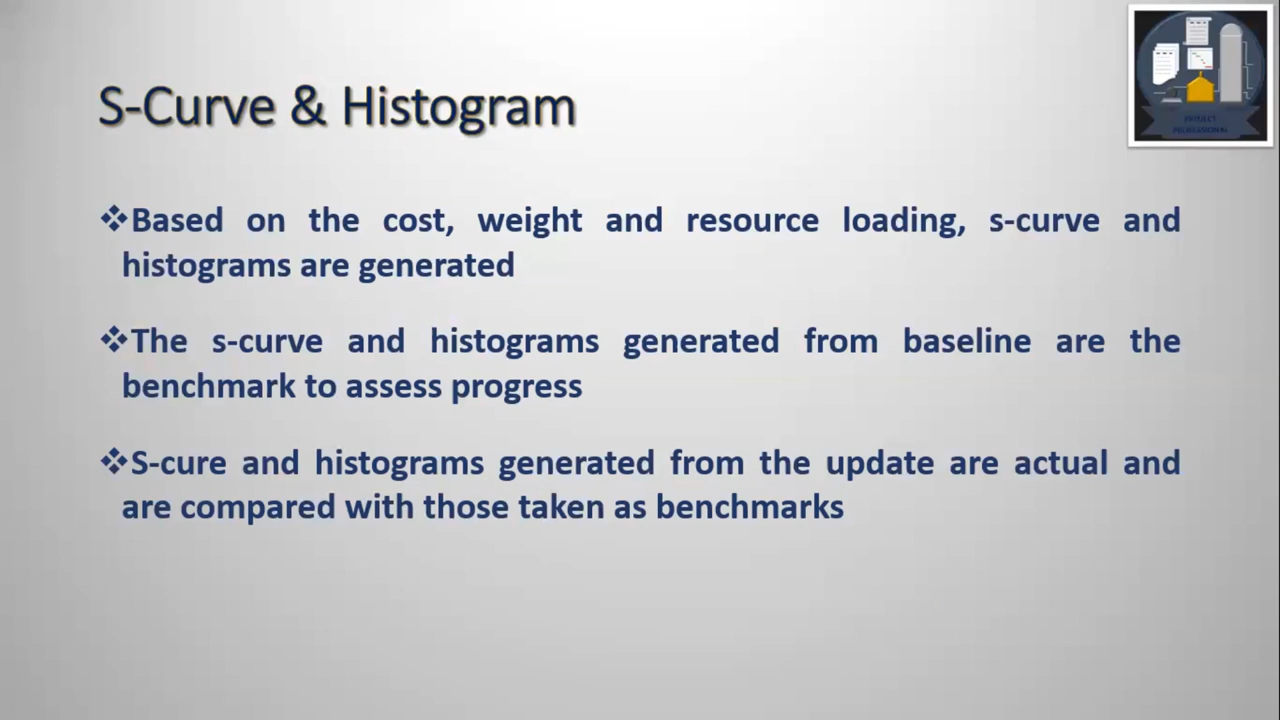 S-Curve & Histogram
❖Based on the cost, weight and resource loading, s-curve and
histograms are generated
❖The s-curve and histograms generated from baseline are the
benchmark to assess progress
❖S-cure and histograms generated from the update are actual and
are compared with those taken as benchmarks
PROJECT
PROFESSIONAL